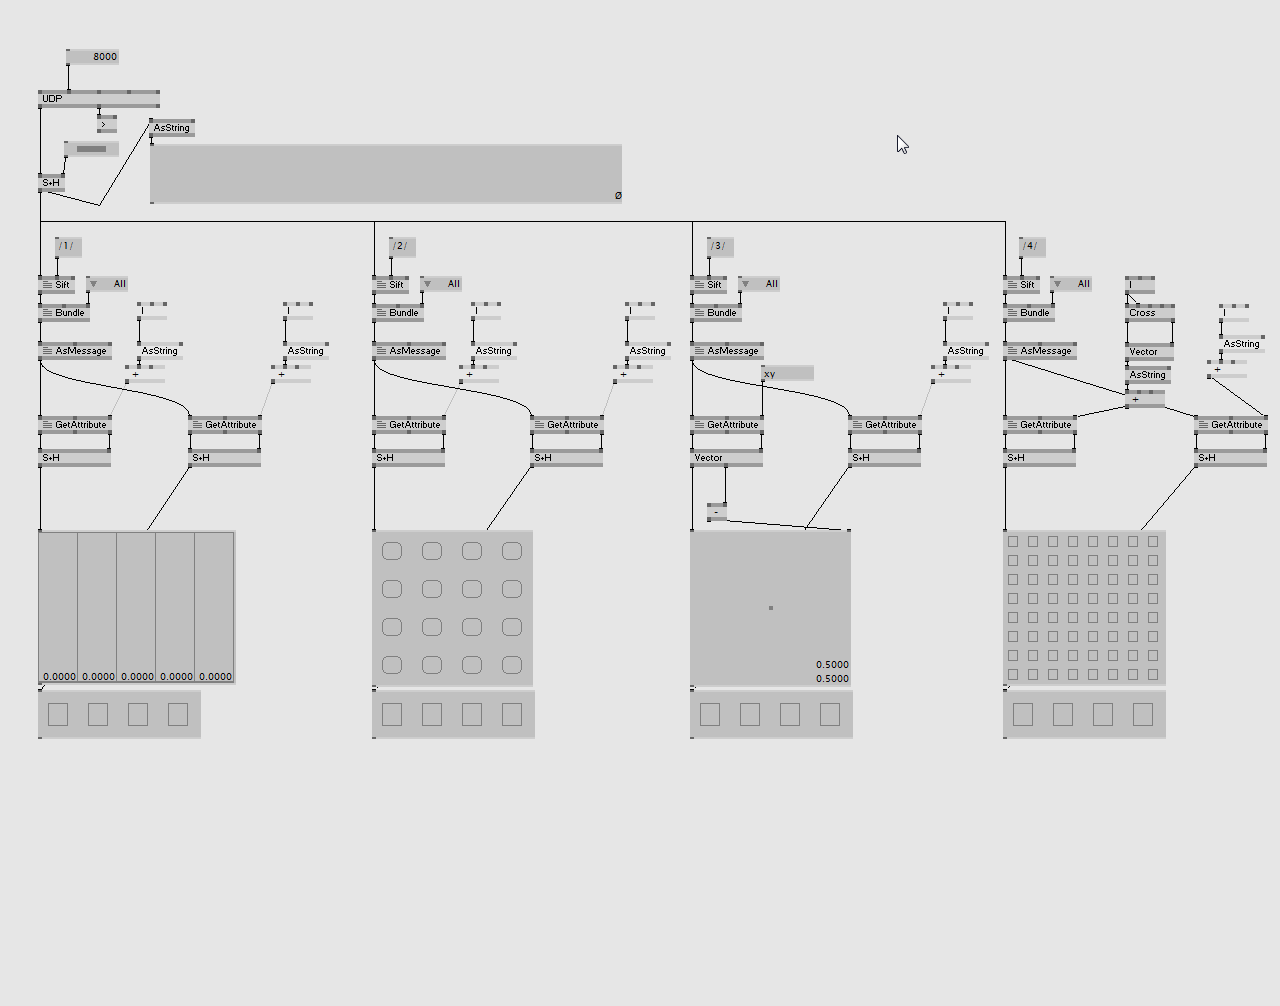 8000
UDP
>
AsString
S+H
Ø
/1/
/2/
/3/
/4/
Sift
All
Sift
All
Sift
All
Sift
All
I
Bundle
I
I
Bundle
I
I
Bundle
I
Bundle
Cross
I
AsMessage
AsString
AsString
AsMessage
AsString
AsString
AsMessage
AsString
AsMessage
Vector
AsString
+
+
+
+
xy
+
AsString
+
+
GetAttribute
GetAttribute
GetAttribute
GetAttribute
GetAttribute
GetAttribute
GetAttribute
GetAttribute
S+H
S+H
S+H
S+H
Vector
S+H
S+H
S+H
-
0.5000
0.0000 0.0000 0.0000 0.0000 0.0000
0.5000